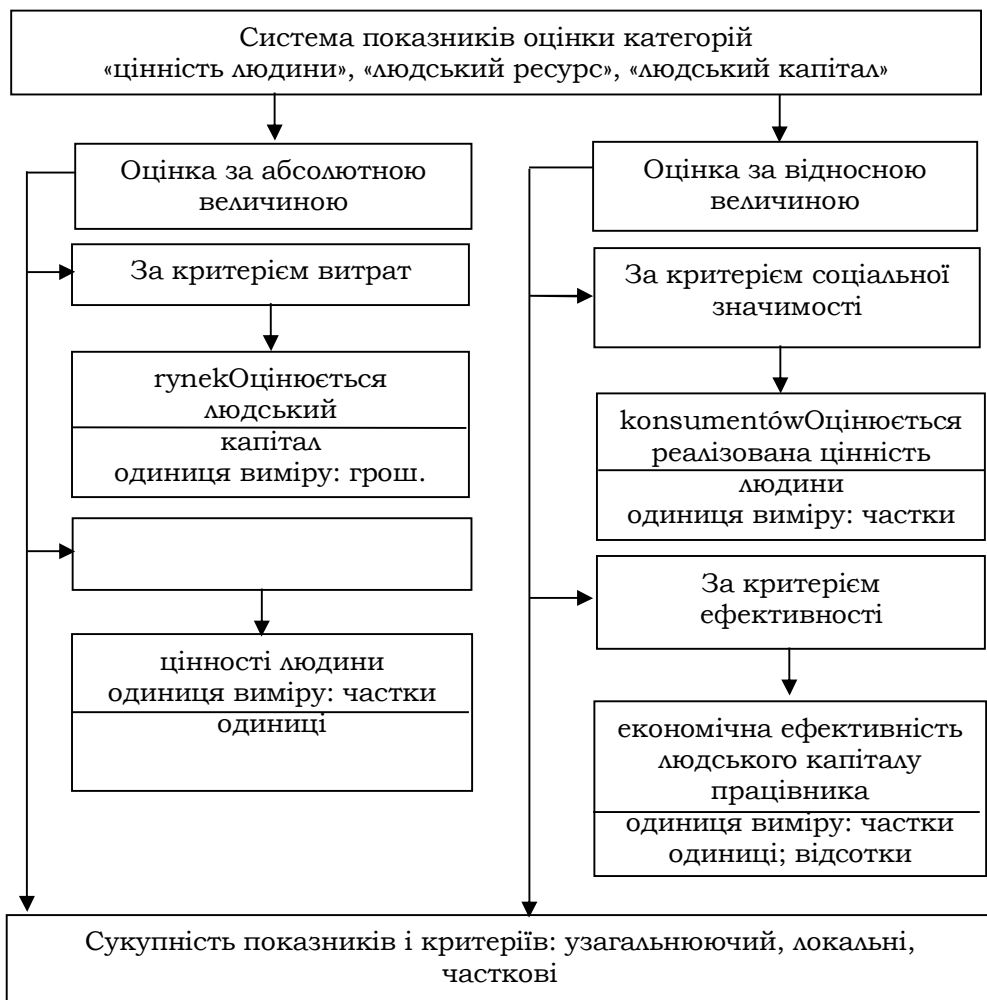 Система показників оцінки категорій
«цінність людини», «людський ресурс», «людський капітал»
Оцінка за абсолютною
величиною
За критерієм витрат
rynekОцінюється
людський
капітал
одиниця виміру: грош.
цінності людини
одиниця виміру: частки
одиниці
Оцінка за відносною
величиною
За критерієм соціальної
значимості
konsumentówОцінюється
реалізована цінність
людини
одиниця виміру: частки
За критерієм
ефективності
економічна ефективність
людського капіталу
працівника
одиниця виміру: частки
одиниці; відсотки
Сукупність показників і критеріїв: узагальнюючий, локальні,
часткові